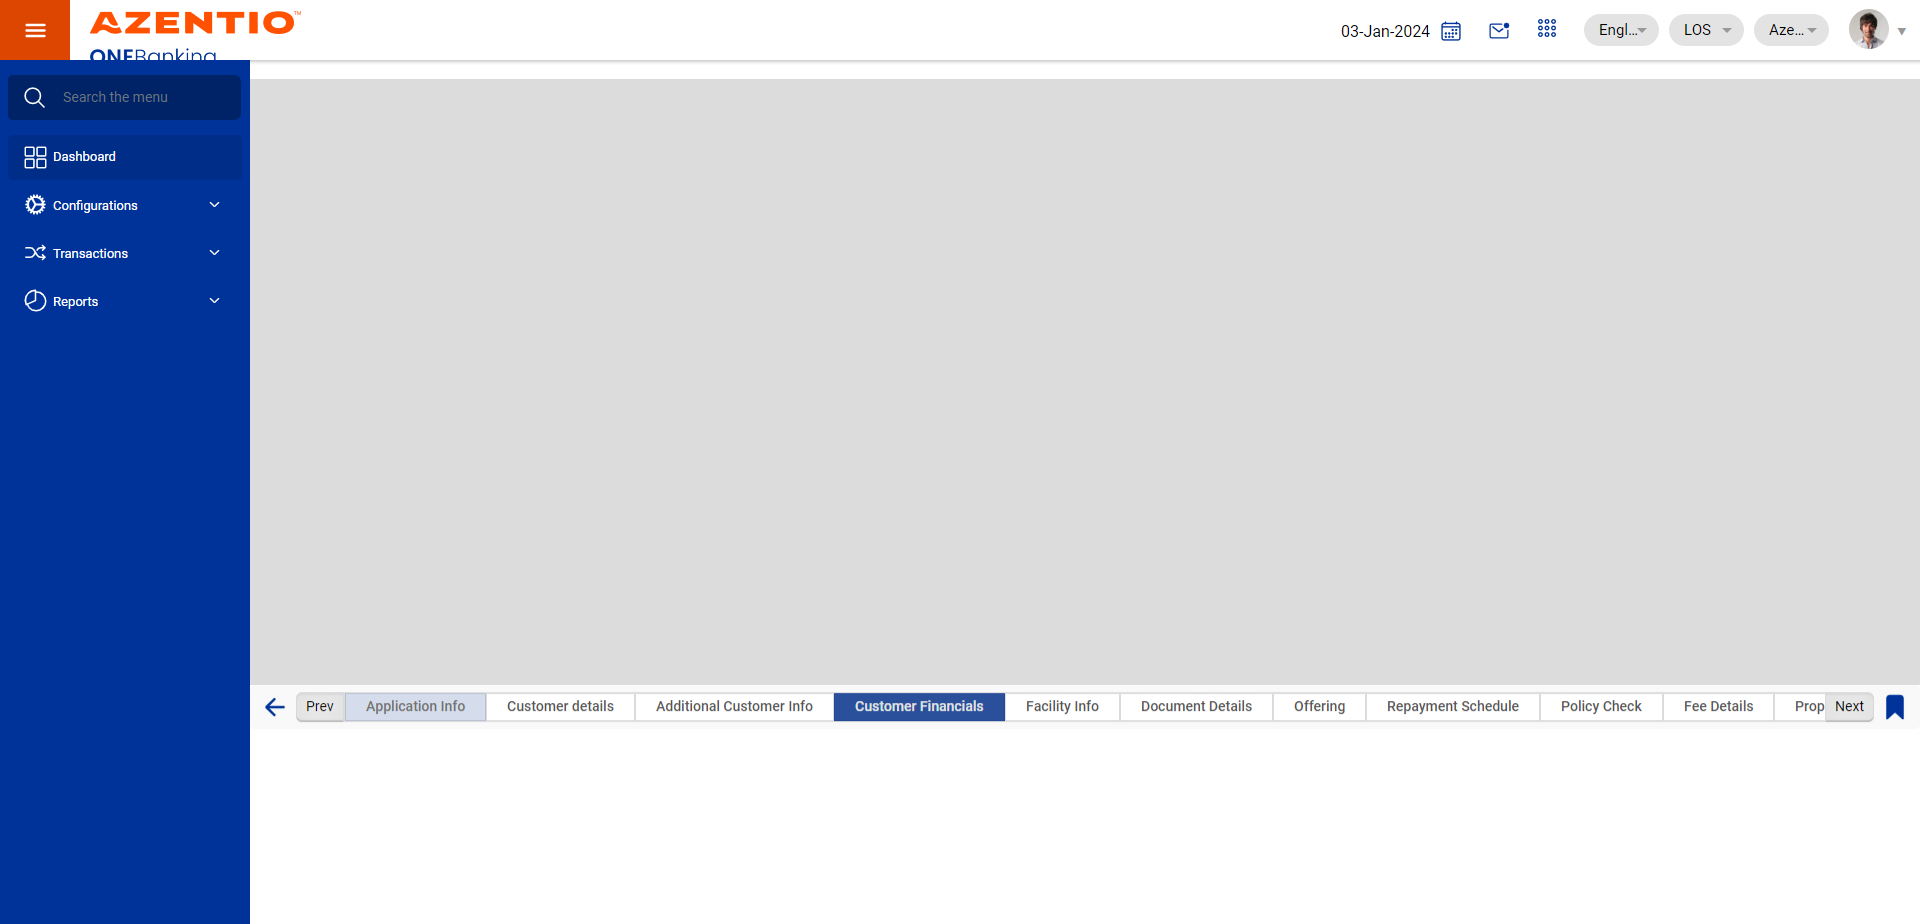 AZENTIO™
ONEBanking
03-Jan-2024
Engl...
LOS
Aze...
Search the menu
Dashboard
Configurations
Transactions
Reports
Prev
Application Info
Customer details
Additional Customer Info
Customer Financials
Facility Info
Document Details
Offering
Repayment Schedule
Policy Check
Fee Details
Prop
Next